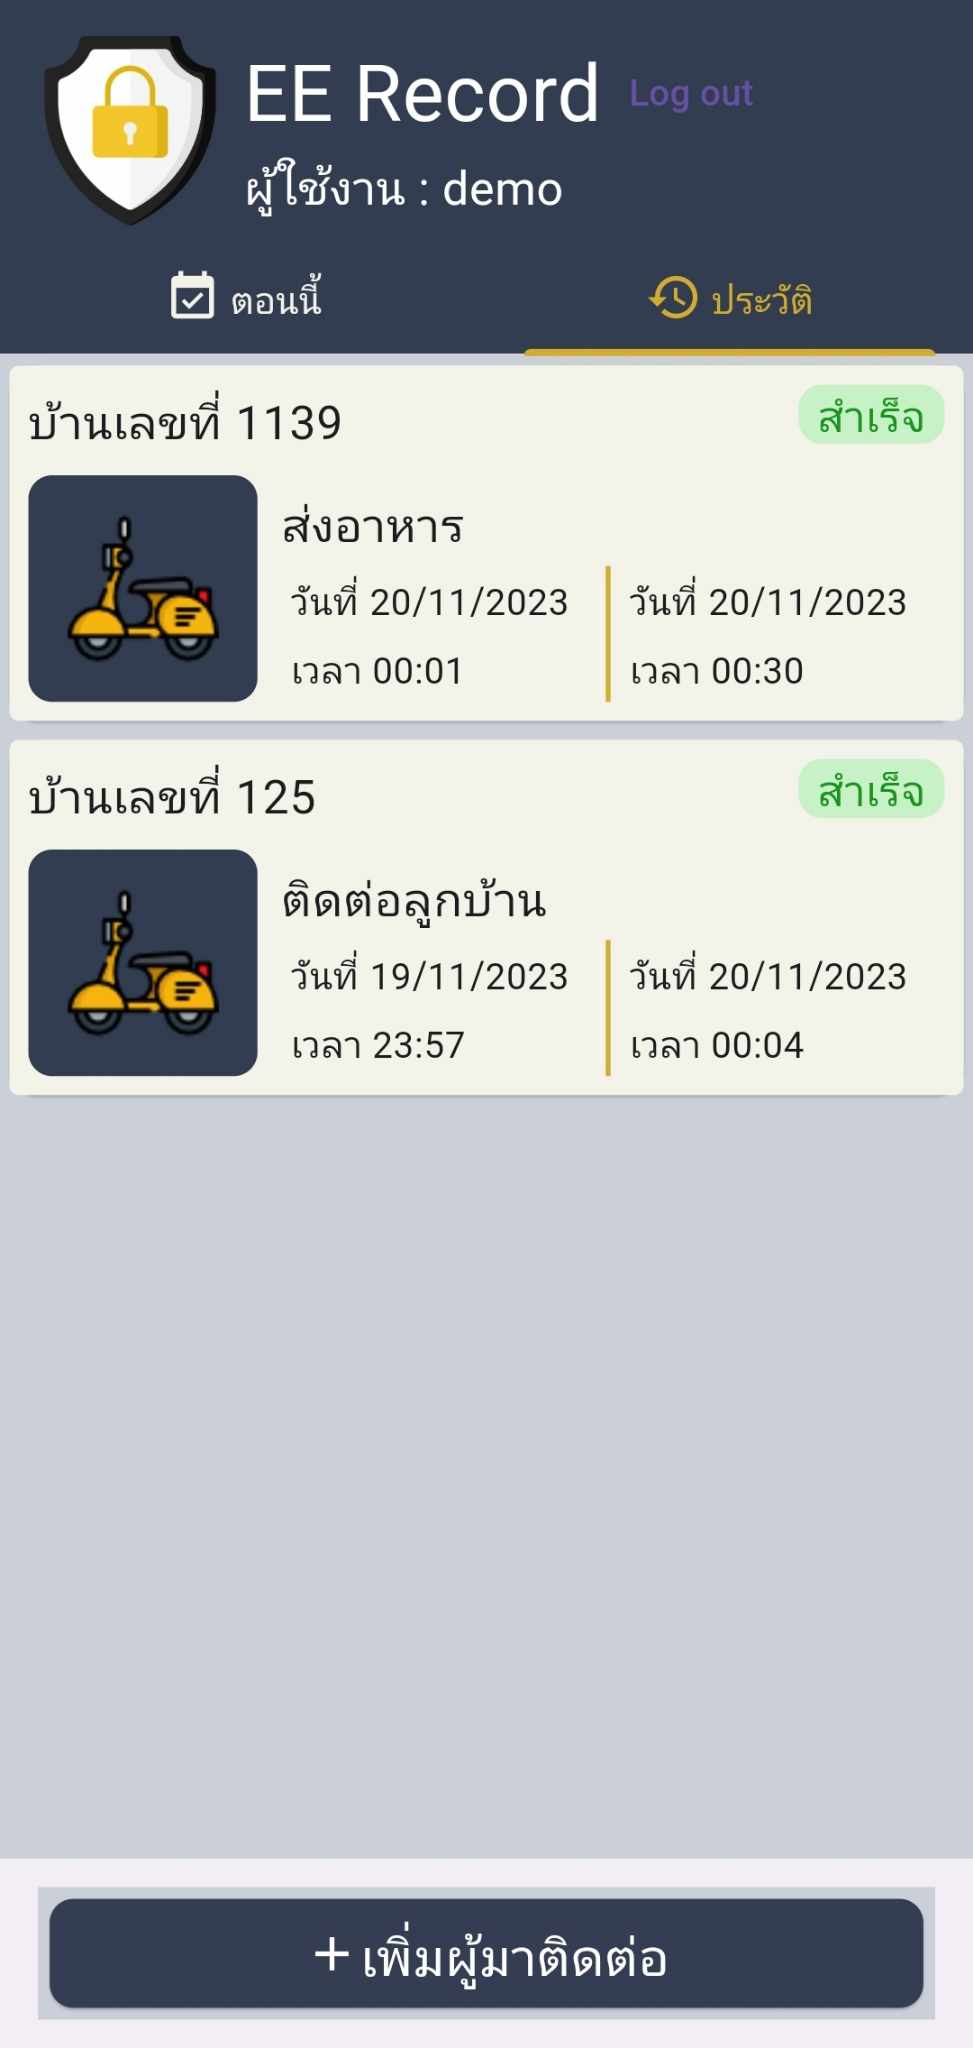 EE Record Log out
ผู้ใช้งาน : demo
ตอนนี้ ประวัติ
บ้านเลขที่ 1139 สำเร็จ
ส่งอาหาร
วันที่ 20/11/2023 วันที่ 20/11/2023
เวลา 00:01 เวลา 00:30
บ้านเลขที่ 125 สำเร็จ
ติดต่อลูกบ้าน
วันที่ 19/11/2023 วันที่ 20/11/2023
เวลา 23:57 เวลา 00:04
+ เพิ่มผู้มาติดต่อ